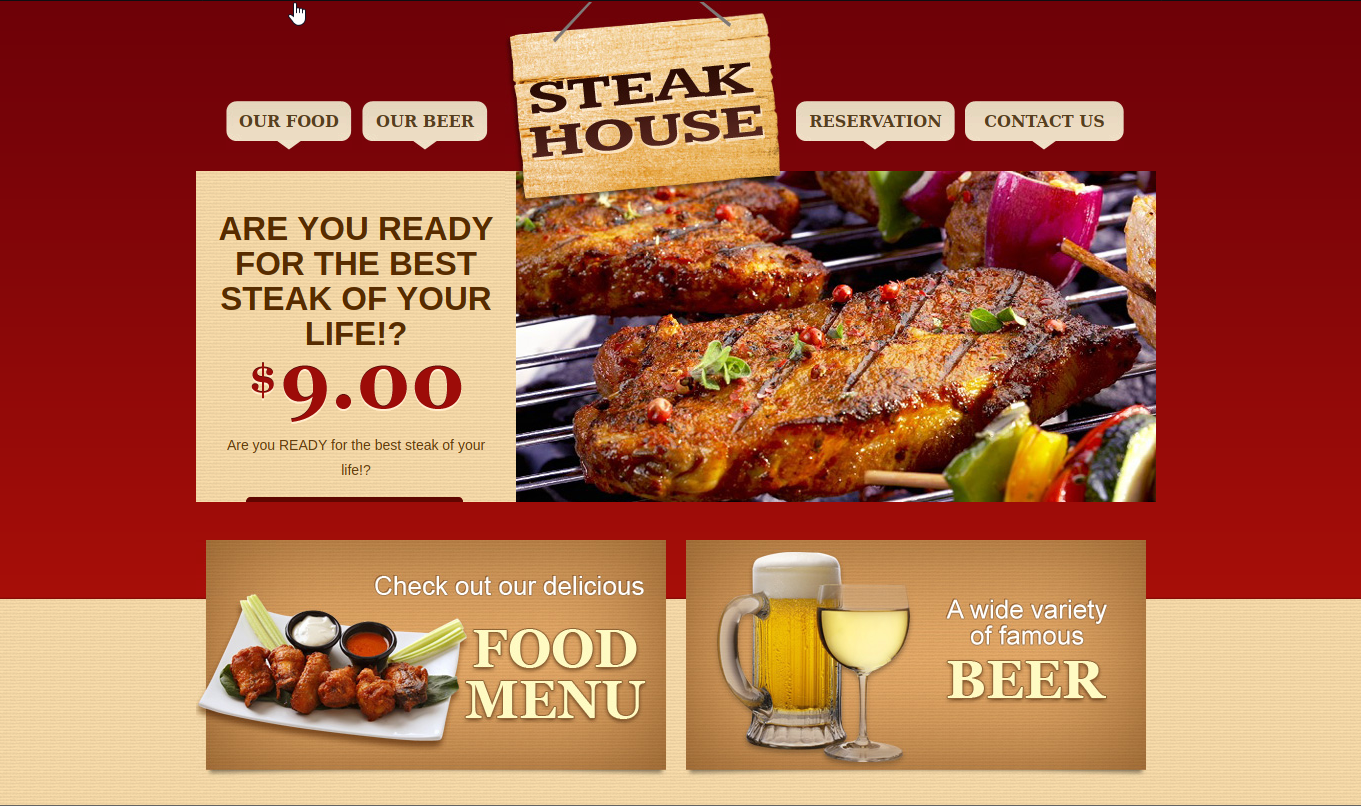 STEAK
HOUSE
OUR FOOD
OUR BEER
RESERVATION
CONTACT US
ARE YOU READY
FOR THE BEST
STEAK OF YOUR
LIFE!?
$9.00
Are you READY for the best steak of your
life!?
Check out our delicious
FOOD
MENU
A wide variety
of famous
BEER